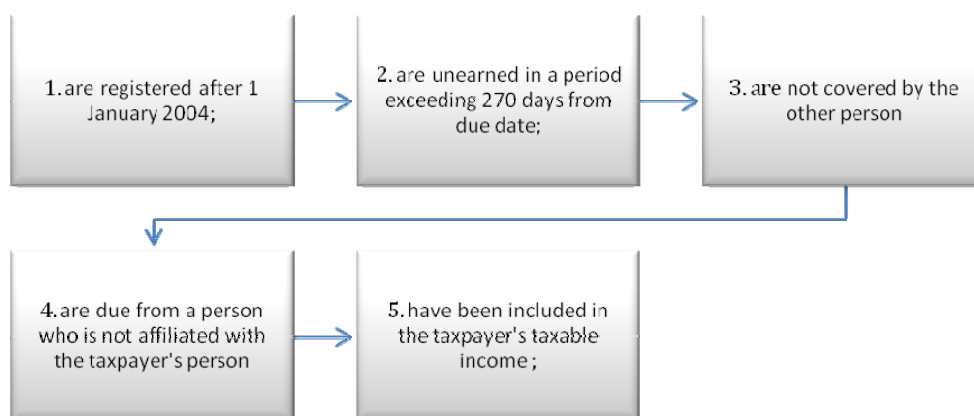 1. are registered after 1
January 2004;
2. are unearned in a period
exceeding 270 days from
due date;
3. are not covered by the
other person
4. are due from a person
who is not affiliated with
the taxpayer's person
5. have been included in
the taxpayer's taxable
income ;